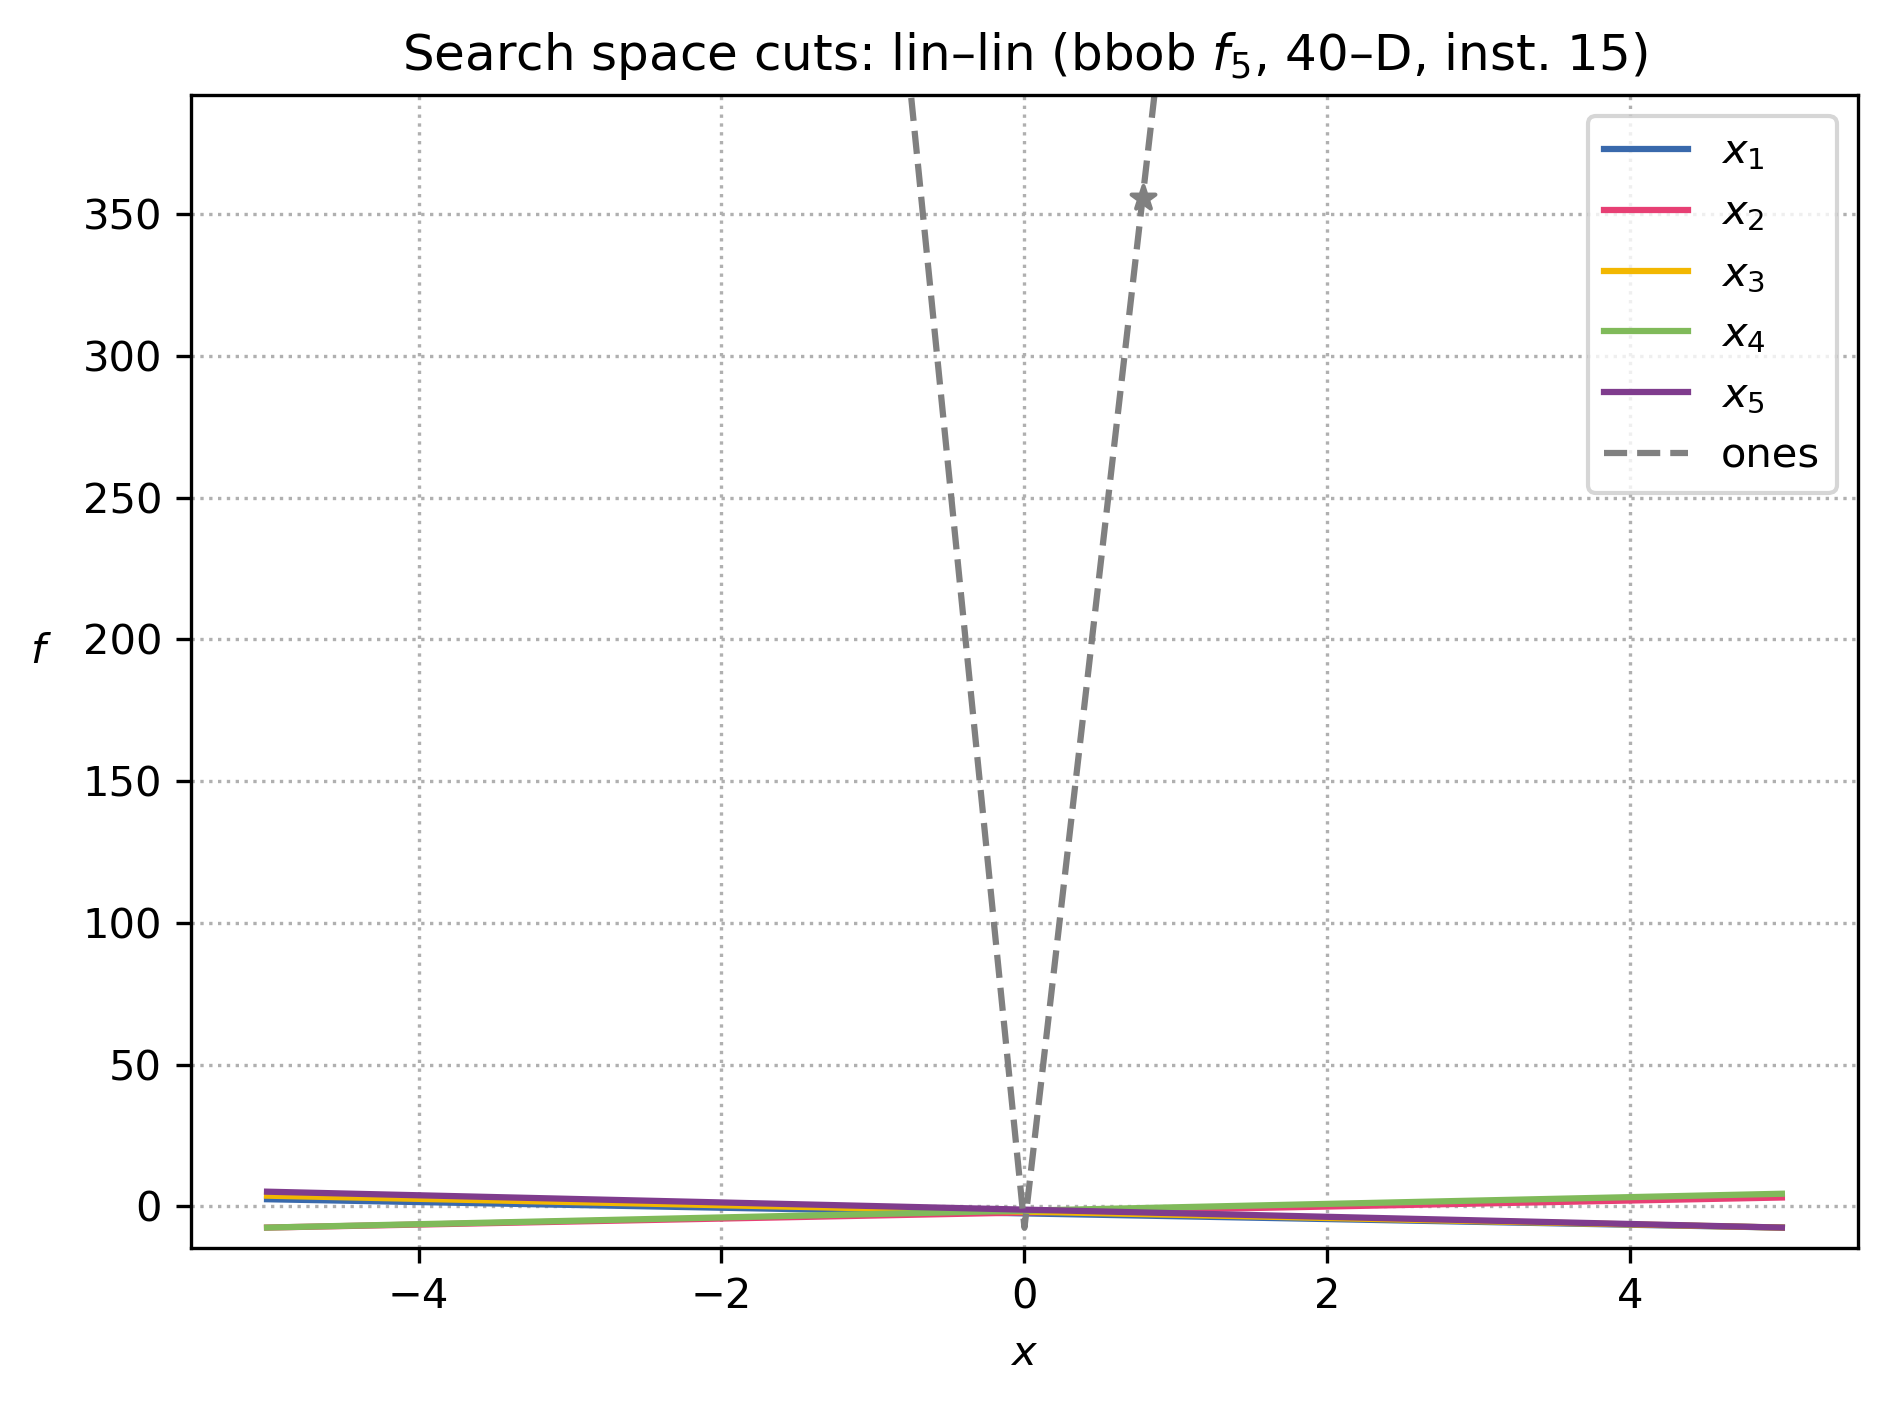 Search space cuts: lin–lin (bbob f₅, 40–D, inst. 15)
x₁
x₂
x₃
x₄
x₅
ones
350
300
250
200
150
100
50
0
f
−4 −2 0 2 4
x